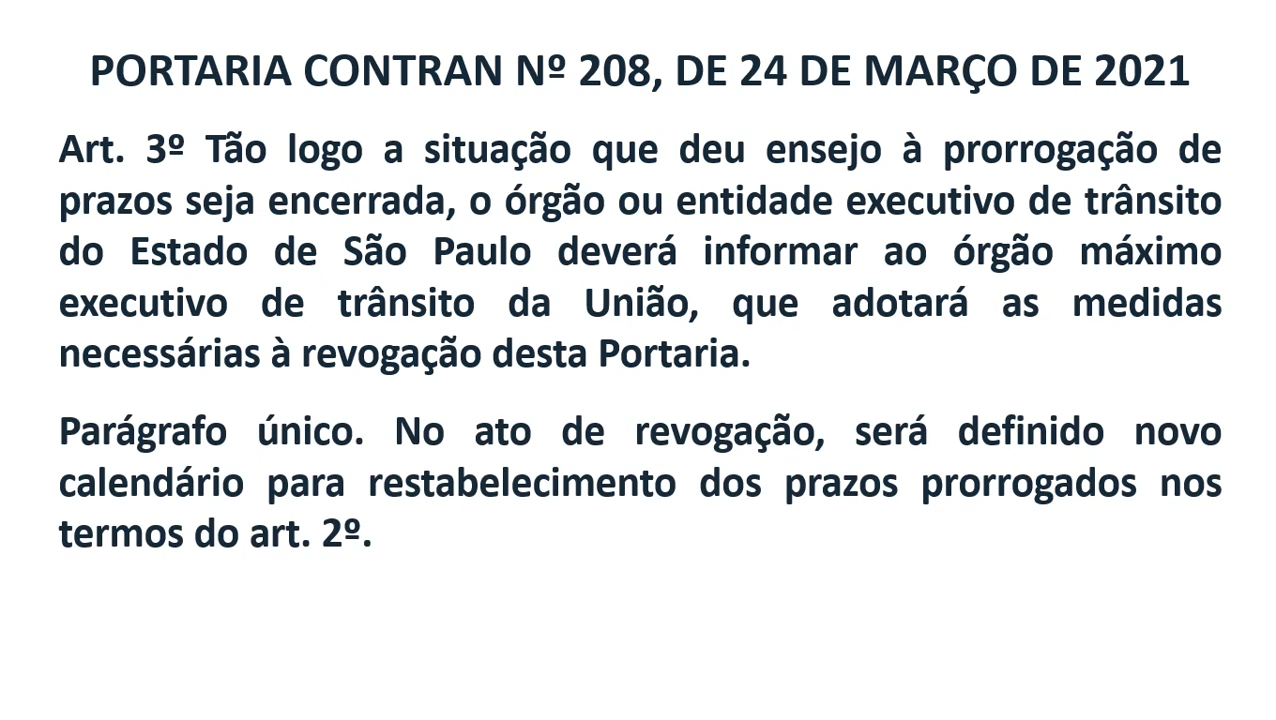 PORTARIA CONTRAN Nº 208, DE 24 DE MARÇO DE 2021
Art. 3º Tão logo a situação que deu ensejo à prorrogação de
prazos seja encerrada, o órgão ou entidade executivo de trânsito
do Estado de São Paulo deverá informar ao órgão máximo
executivo de trânsito da União, que adotará as medidas
necessárias à revogação desta Portaria.
Parágrafo único. No ato de revogação, será definido novo
calendário para restabelecimento dos prazos prorrogados nos
termos do art. 2º.